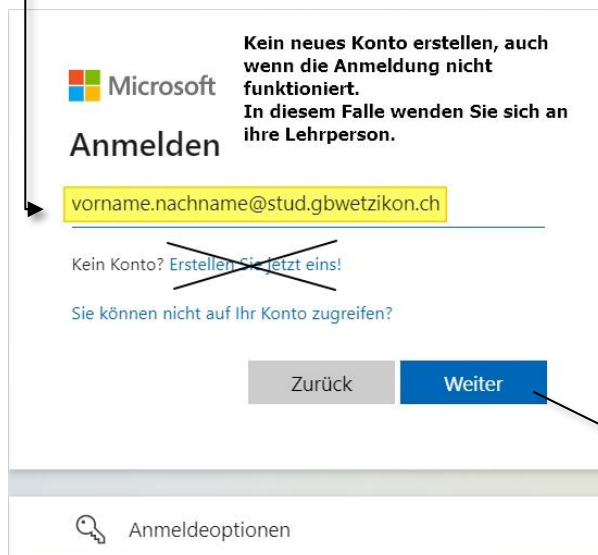 Kein neues Konto erstellen, auch
wenn die Anmeldung nicht
funktioniert.
In diesem Falle wenden Sie sich an
ihre Lehrperson.
Microsoft
Anmelden
vorname.nachname@stud.gbwetzikon.ch
Kein Konto? Erstellen Sie jetzt eins!
Sie können nicht auf Ihr Konto zugreifen?
Zurück
Weiter
Anmeldeoptionen